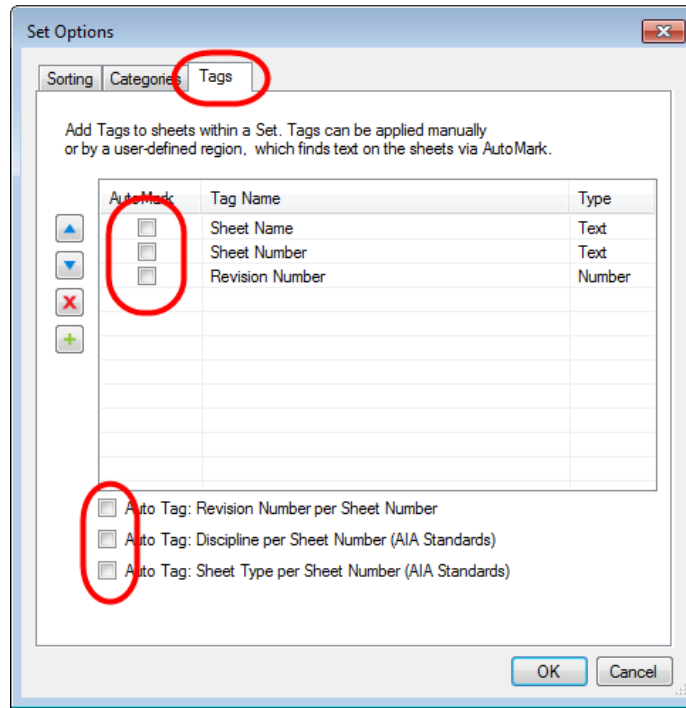 Set Options
Sorting Categories Tags
Add Tags to sheets within a Set. Tags can be applied manually
or by a user-defined region, which finds text on the sheets via AutoMark.
AutoMark Tag Name Type
Sheet Name Text
Sheet Number Text
Revision Number Number
Auto Tag: Revision Number per Sheet Number
Auto Tag: Discipline per Sheet Number (AIA Standards)
Auto Tag: Sheet Type per Sheet Number (AIA Standards)
OK Cancel